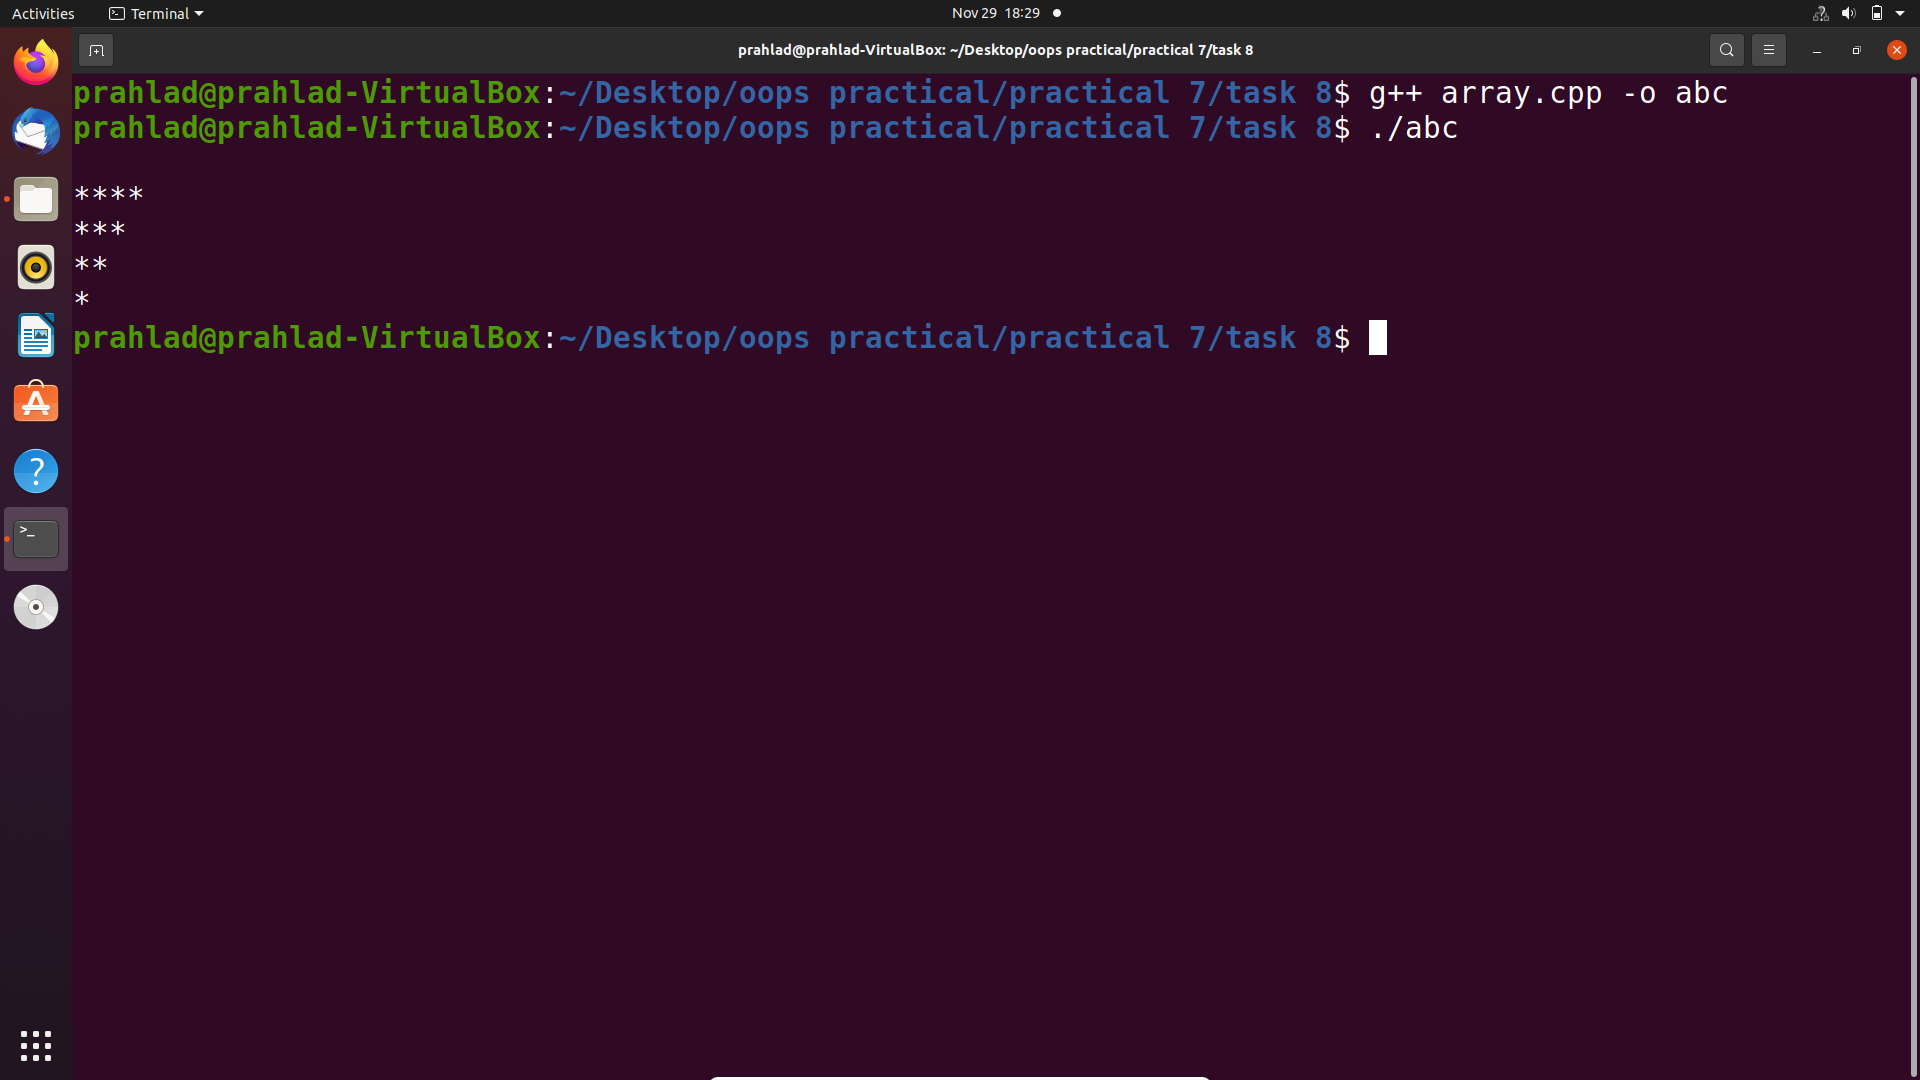 Activities Terminal Nov 29 18:29
prahlad@prahlad-VirtualBox: ~/Desktop/oops practical/practical 7/task 8
prahlad@prahlad-VirtualBox:~/Desktop/oops practical/practical 7/task 8$ g++ array.cpp -o abc
prahlad@prahlad-VirtualBox:~/Desktop/oops practical/practical 7/task 8$ ./abc
****
***
**
*
prahlad@prahlad-VirtualBox:~/Desktop/oops practical/practical 7/task 8$